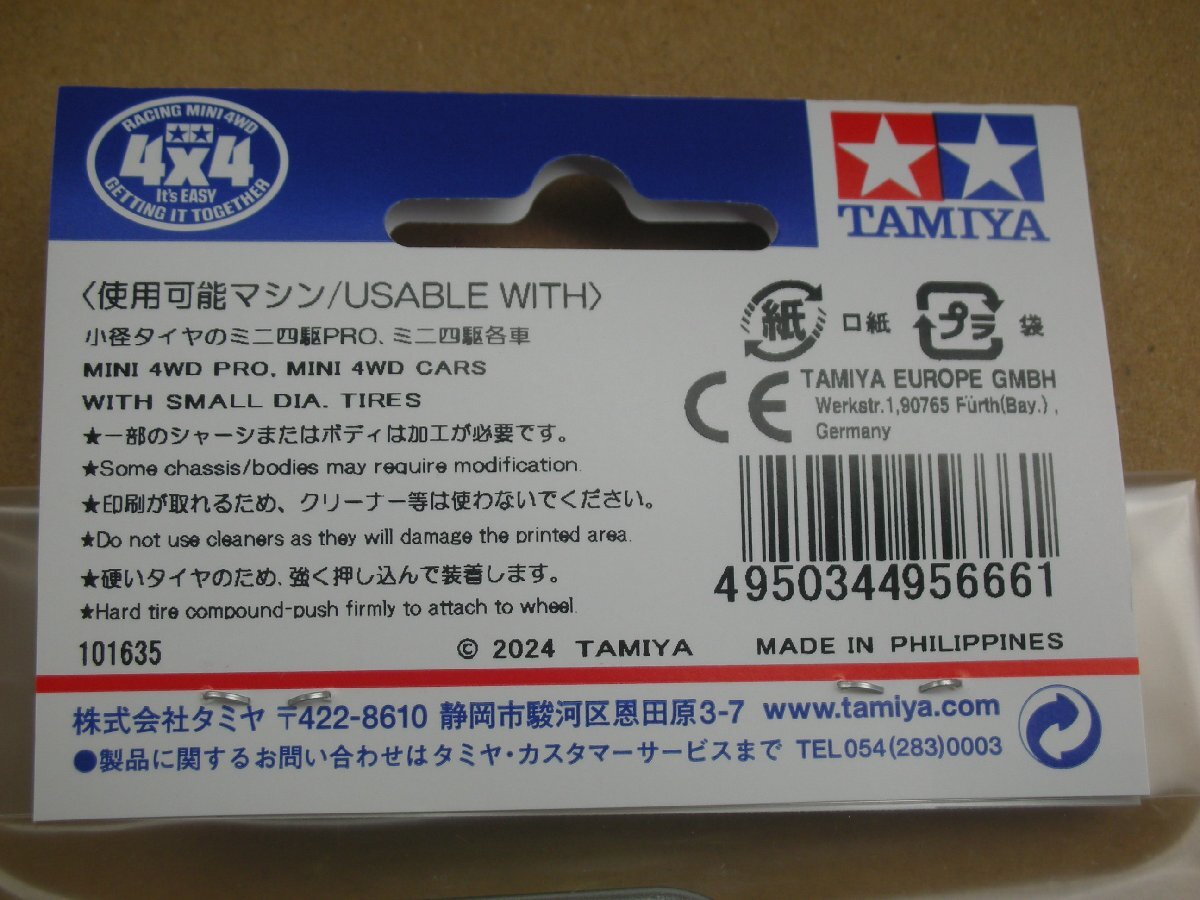 RACING MINI 4WD
4x4
It's EASY
GETTING IT TOGETHER
TAMIYA
〈使用可能マシン/USABLE WITH〉
小径タイヤのミニ四駆PRO、ミニ四駆各車
MINI 4WD PRO, MINI 4WD CARS
WITH SMALL DIA. TIRES
★一部のシャーシまたはボディは加工が必要です。
★Some chassis/bodies may require modification.
★印刷が取れるため、クリーナー等は使わないでください。
★Do not use cleaners as they will damage the printed area.
★硬いタイヤのため、強く押し込んで装着します。
★Hard tire compound-push firmly to attach to wheel.
紙 口紙 プラ 袋
CE TAMIYA EUROPE GMBH
Werkstr.1,90765 Fürth(Bay.),
Germany
4950344956661
101635 © 2024 TAMIYA MADE IN PHILIPPINES
株式会社タミヤ 〒422-8610 静岡市駿河区恩田原3-7 www.tamiya.com
●製品に関するお問い合わせはタミヤ・カスタマーサービスまで TEL054(283)0003